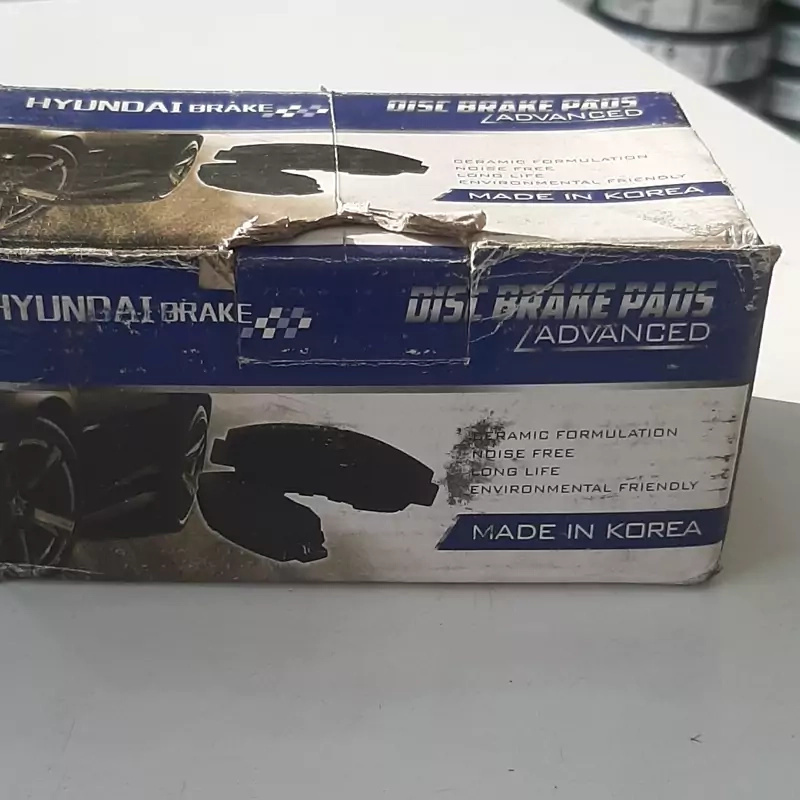 HYUNDAI BRAKE
DISC BRAKE PADS
ADVANCED
CERAMIC FORMULATION
NOISE FREE
LONG LIFE
ENVIRONMENTAL FRIENDLY
MADE IN KOREA
HYUNDAI BRAKE
DISC BRAKE PADS
ADVANCED
CERAMIC FORMULATION
NOISE FREE
LONG LIFE
ENVIRONMENTAL FRIENDLY
MADE IN KOREA